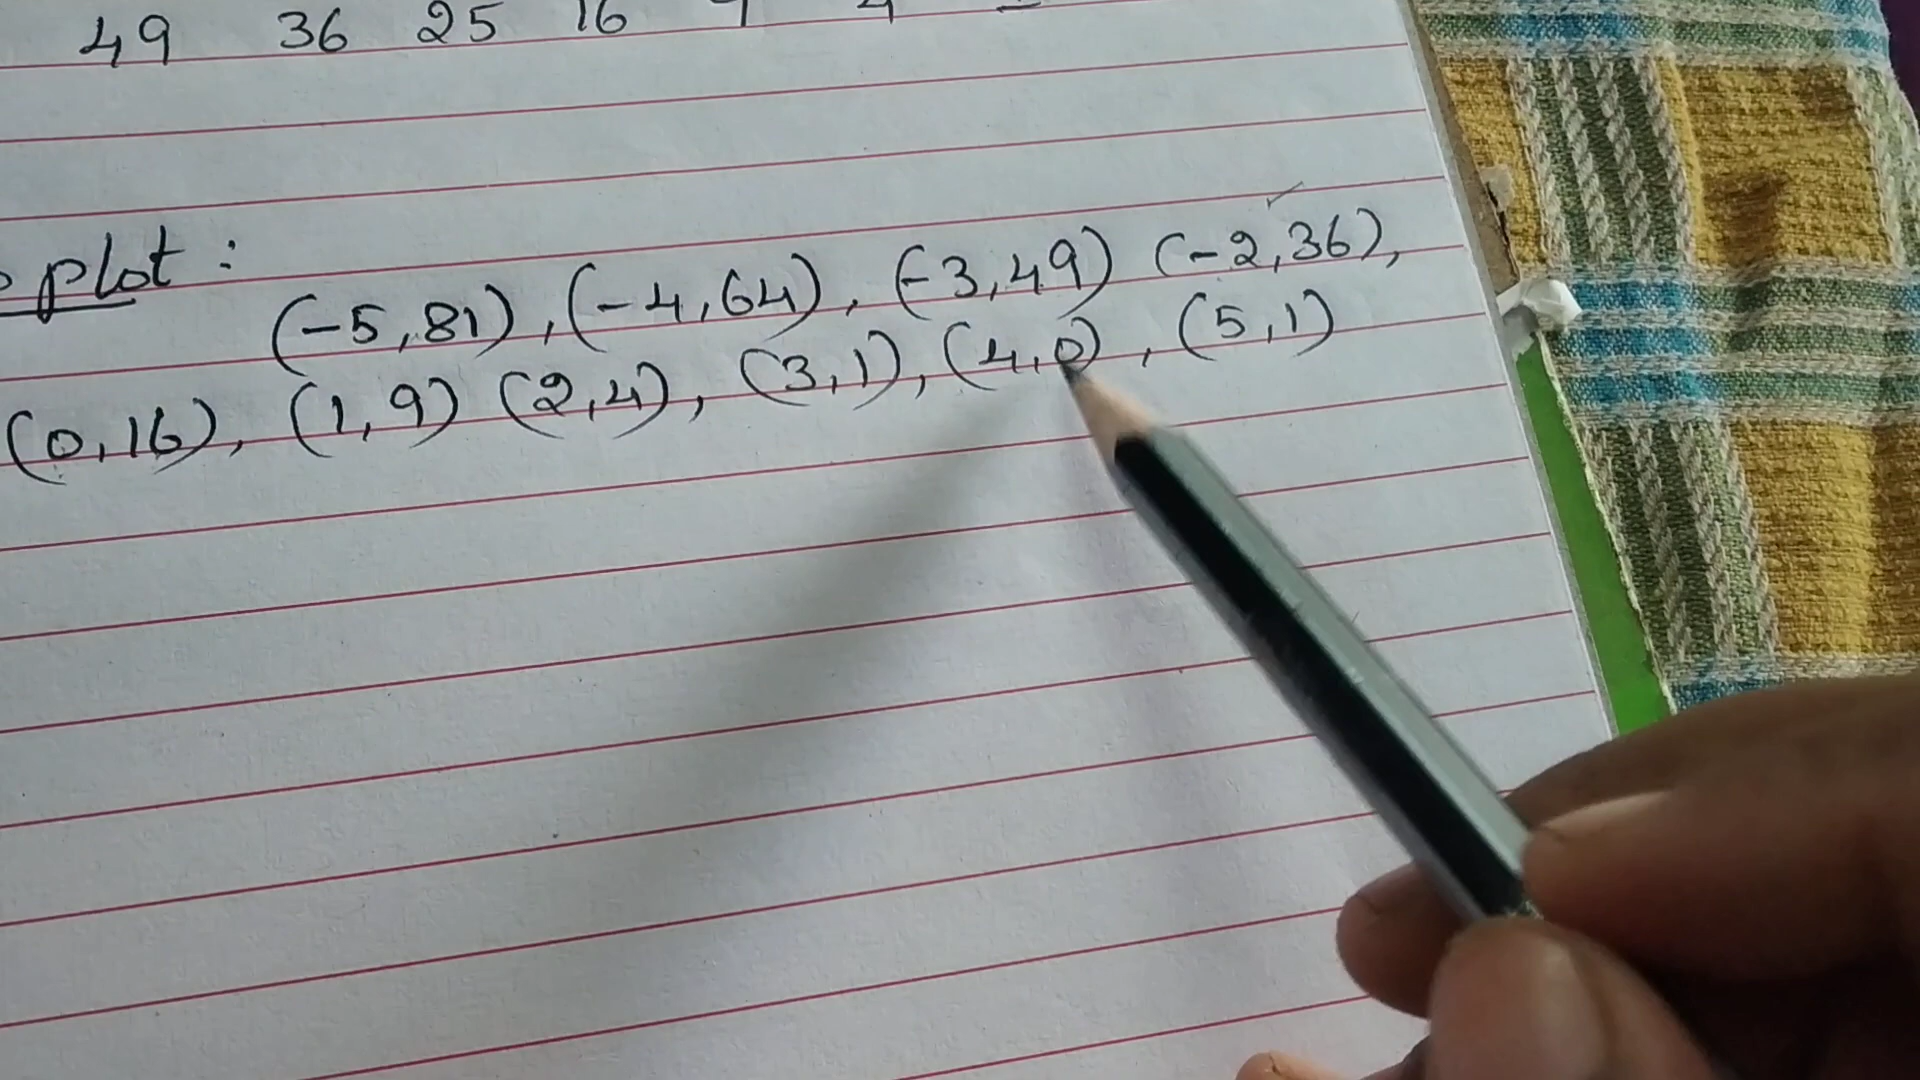 49 36 25 16
plot :
(-5,81), (-4,64), (-3,49) (-2,36),
(0,16), (1,9) (2,4), (3,1), (4,0), (5,1)